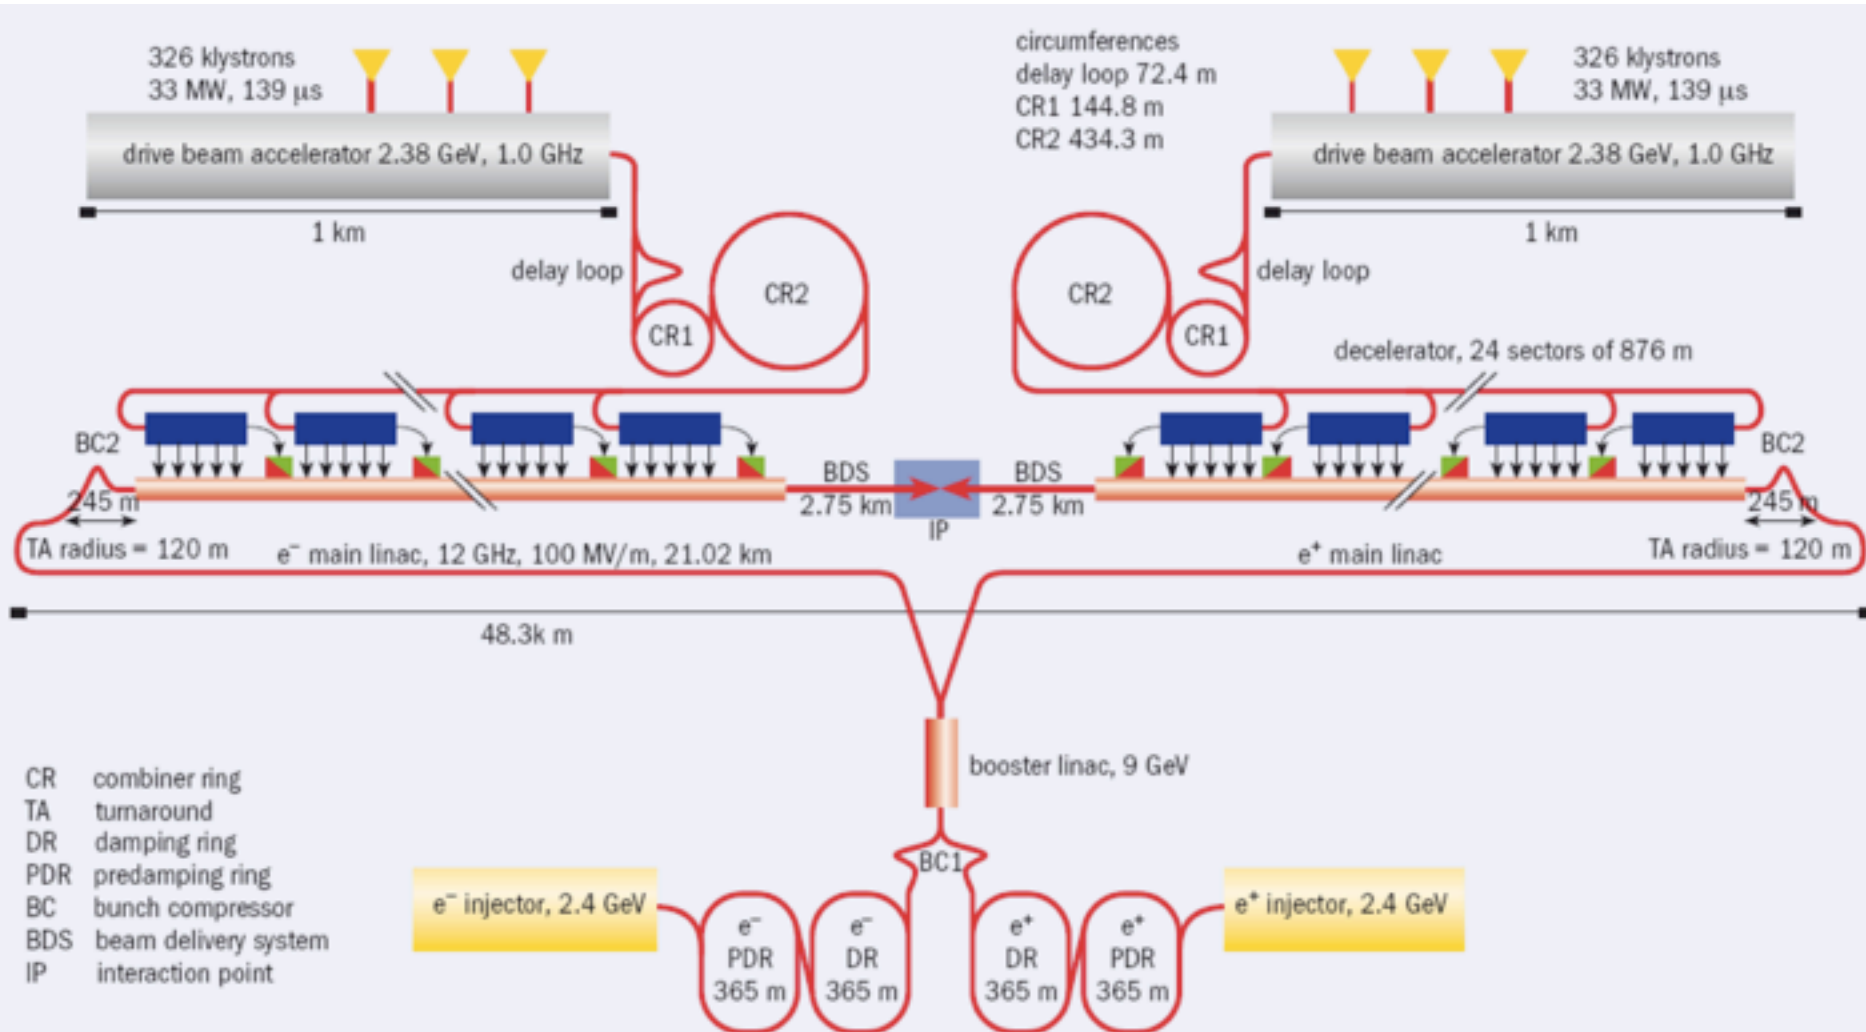 326 klystrons
33 MW, 139 μs
circumferences
delay loop 72.4 m
CR1 144.8 m
CR2 434.3 m
326 klystrons
33 MW, 139 μs
drive beam accelerator 2.38 GeV, 1.0 GHz
drive beam accelerator 2.38 GeV, 1.0 GHz
1 km
1 km
delay loop
CR2
CR1
CR2
CR1
delay loop
decelerator, 24 sectors of 876 m
BC2
BC2
245 m
BDS
2.75 km
IP
BDS
2.75 km
245 m
TA radius = 120 m
e⁻ main linac, 12 GHz, 100 MV/m, 21.02 km
e⁺ main linac
TA radius = 120 m
48.3k m
booster linac, 9 GeV
CR combiner ring
TA turnaround
DR damping ring
PDR predamping ring
BC bunch compressor
BDS beam delivery system
IP interaction point
BC1
e⁻ injector, 2.4 GeV
e⁻
PDR
365 m
e⁻
DR
365 m
e⁺
DR
365 m
e⁺
PDR
365 m
e⁺ injector, 2.4 GeV